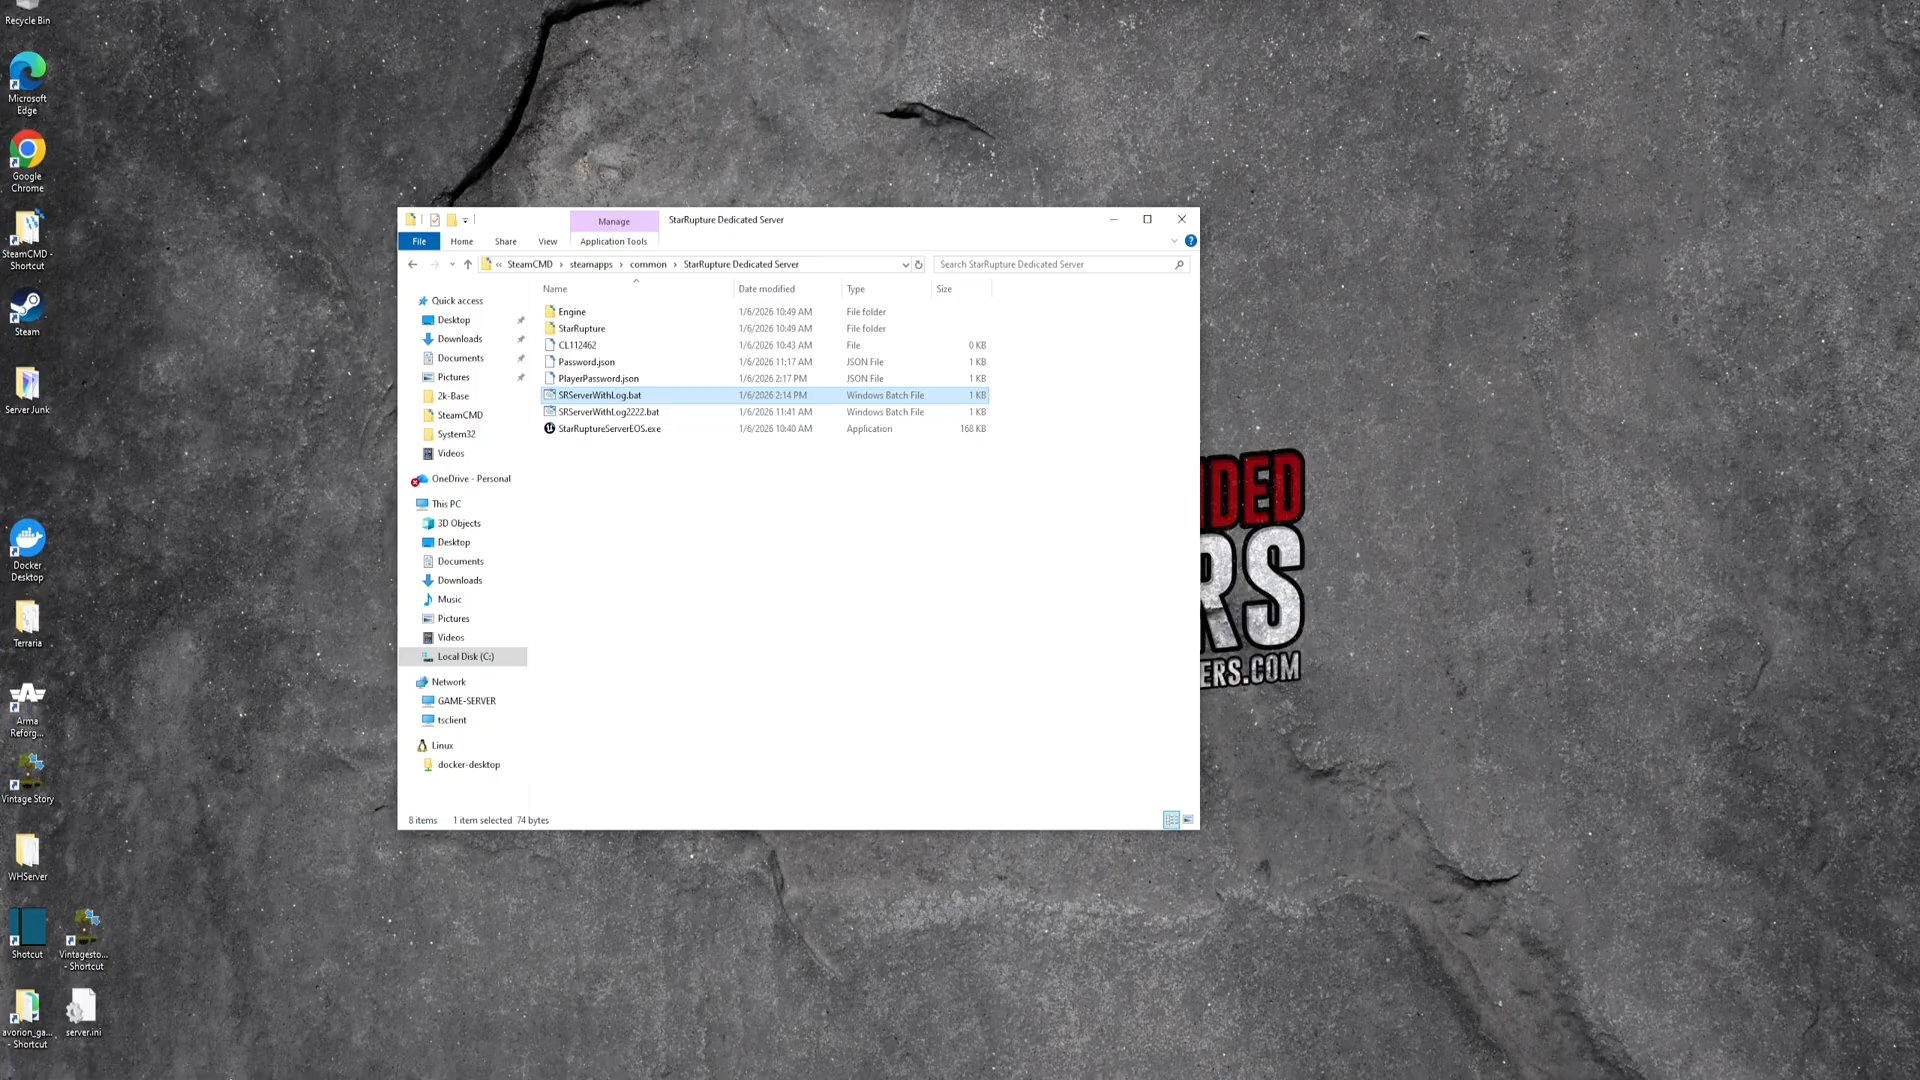 Recycle Bin
Microsoft
Edge
Google
Chrome
SteamCMD -
Shortcut
Steam
Server Junk
Docker
Desktop
Terraria
Arma
Reforg...
Vintage Story
WHServer
Shotcut
Vintagesto...
- Shortcut
avorion_ga...
- Shortcut
server.ini
Manage
StarRupture Dedicated Server
File
Home
Share
View
Application Tools
« SteamCMD › steamapps › common › StarRupture Dedicated Server
Search StarRupture Dedicated Server
Name Date modified Type Size
Engine 1/6/2026 10:49 AM File folder
StarRupture 1/6/2026 10:49 AM File folder
CL112462 1/6/2026 10:43 AM File 0 KB
Password.json 1/6/2026 11:17 AM JSON File 1 KB
PlayerPassword.json 1/6/2026 2:17 PM JSON File 1 KB
SRServerWithLog.bat 1/6/2026 2:14 PM Windows Batch File 1 KB
SRServerWithLog2222.bat 1/6/2026 11:41 AM Windows Batch File 1 KB
StarRuptureServerEOS.exe 1/6/2026 10:40 AM Application 168 KB
Quick access
Desktop
Downloads
Documents
Pictures
2k-Base
SteamCMD
System32
Videos
OneDrive - Personal
This PC
3D Objects
Desktop
Documents
Downloads
Music
Pictures
Videos
Local Disk (C:)
Network
GAME-SERVER
tsclient
Linux
docker-desktop
8 items 1 item selected 74 bytes
DED
RS
ERS.COM